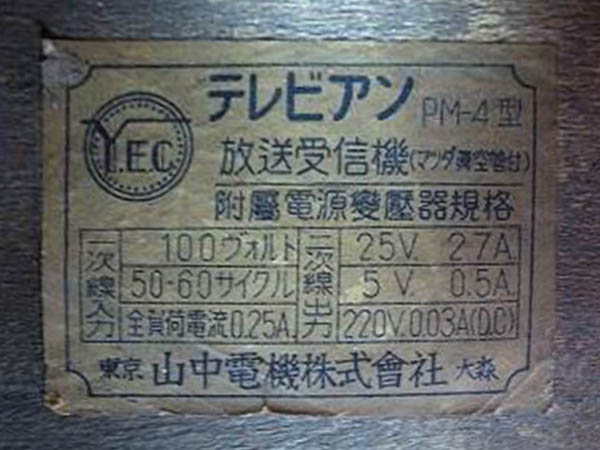 Y.E.C.
テレビアン PM-4型
放送受信機(マツダ眞空管付)
附屬電源變壓器規格
一次線入力 100ヴォルト 50-60サイクル 全負荷電流0.25A.
二次線出力 25V. 27A. 5V. 0.5A. 220V. 0.03A(D.C)
東京 山中電機株式會社 大森